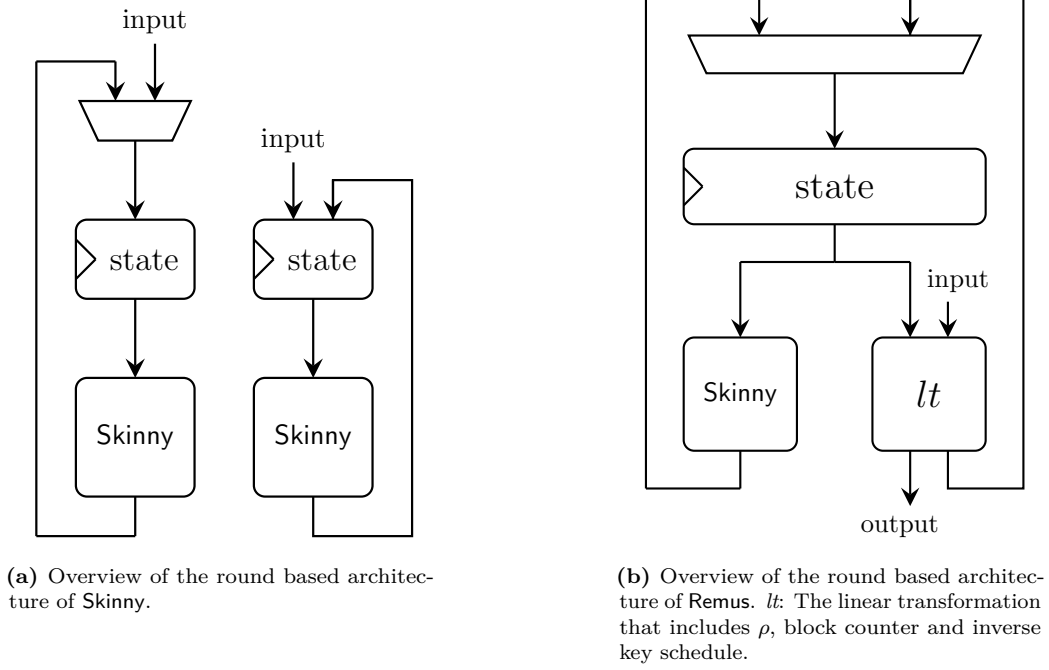 input
input
state
state
Skinny
Skinny
(a) Overview of the round based architec-
ture of Skinny.
state
input
Skinny
lt
output
(b) Overview of the round based architec-
ture of Remus. lt: The linear transformation
that includes ρ, block counter and inverse
key schedule.